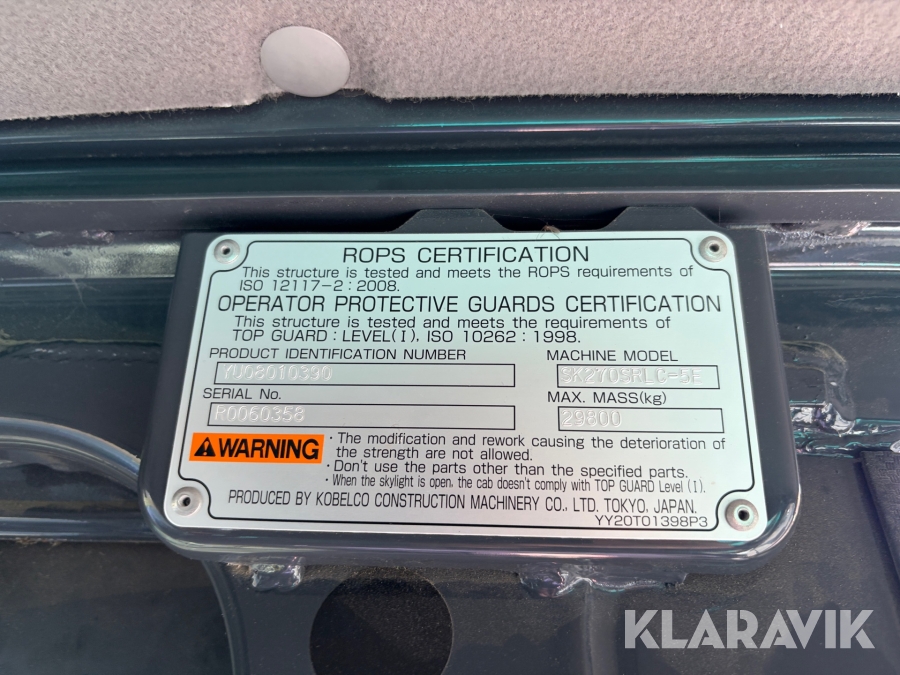 ROPS CERTIFICATION
This structure is tested and meets the ROPS requirements of
ISO 12117-2 : 2008.
OPERATOR PROTECTIVE GUARDS CERTIFICATION
This structure is tested and meets the requirements of
TOP GUARD : LEVEL(I), ISO 10262 : 1998.
PRODUCT IDENTIFICATION NUMBER
YU08010390
MACHINE MODEL
SK270SRLC-5E
SERIAL No.
R0060358
MAX. MASS(kg)
29800
WARNING
· The modification and rework causing the deterioration of
the strength are not allowed.
· Don't use the parts other than the specified parts.
· When the skylight is open, the cab doesn't comply with TOP GUARD Level (I).
PRODUCED BY KOBELCO CONSTRUCTION MACHINERY CO., LTD. TOKYO, JAPAN.
YY20T01398P3
KLARAVIK